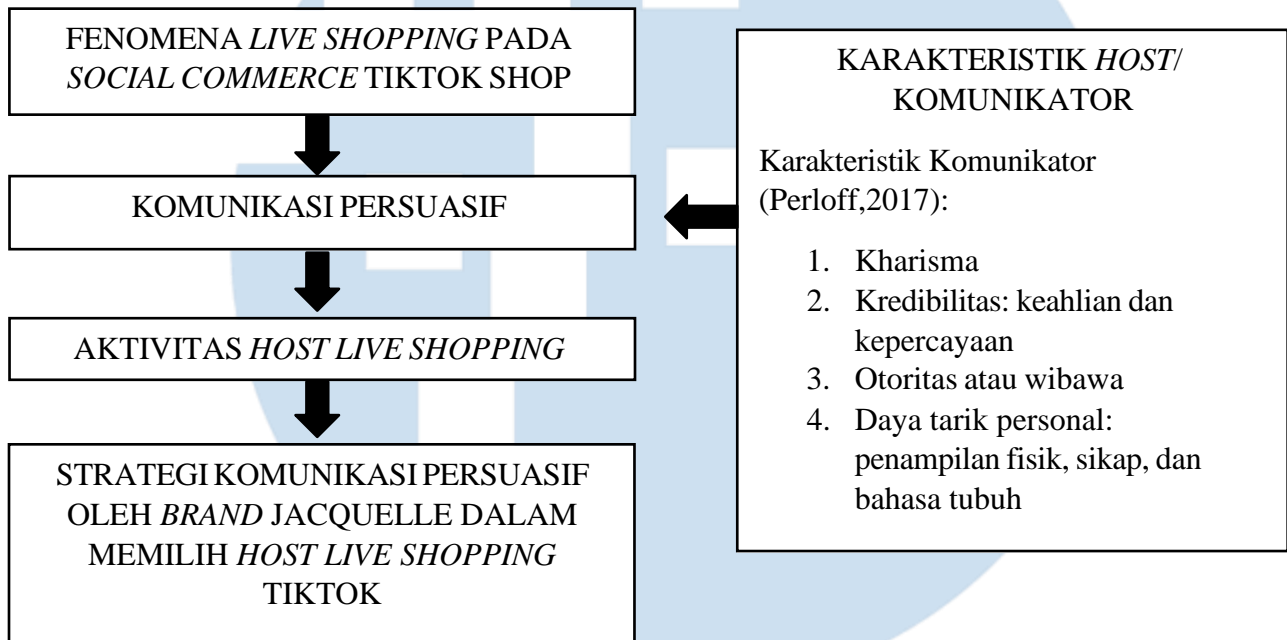 FENOMENA LIVE SHOPPING PADA
SOCIAL COMMERCE TIKTOK SHOP
KOMUNIKASI PERSUASIF
AKTIVITAS HOST LIVE SHOPPING
STRATEGI KOMUNIKASI PERSUASIF
OLEH BRAND JACQUELLE DALAM
MEMILIH HOST LIVE SHOPPING
TIKTOK
KARAKTERISTIK HOST/
KOMUNIKATOR
Karakteristik Komunikator
(Perloff,2017):
1. Kharisma
2. Kredibilitas: keahlian dan
kepercayaan
3. Otoritas atau wibawa
4. Daya tarik personal:
penampilan fisik, sikap, dan
bahasa tubuh